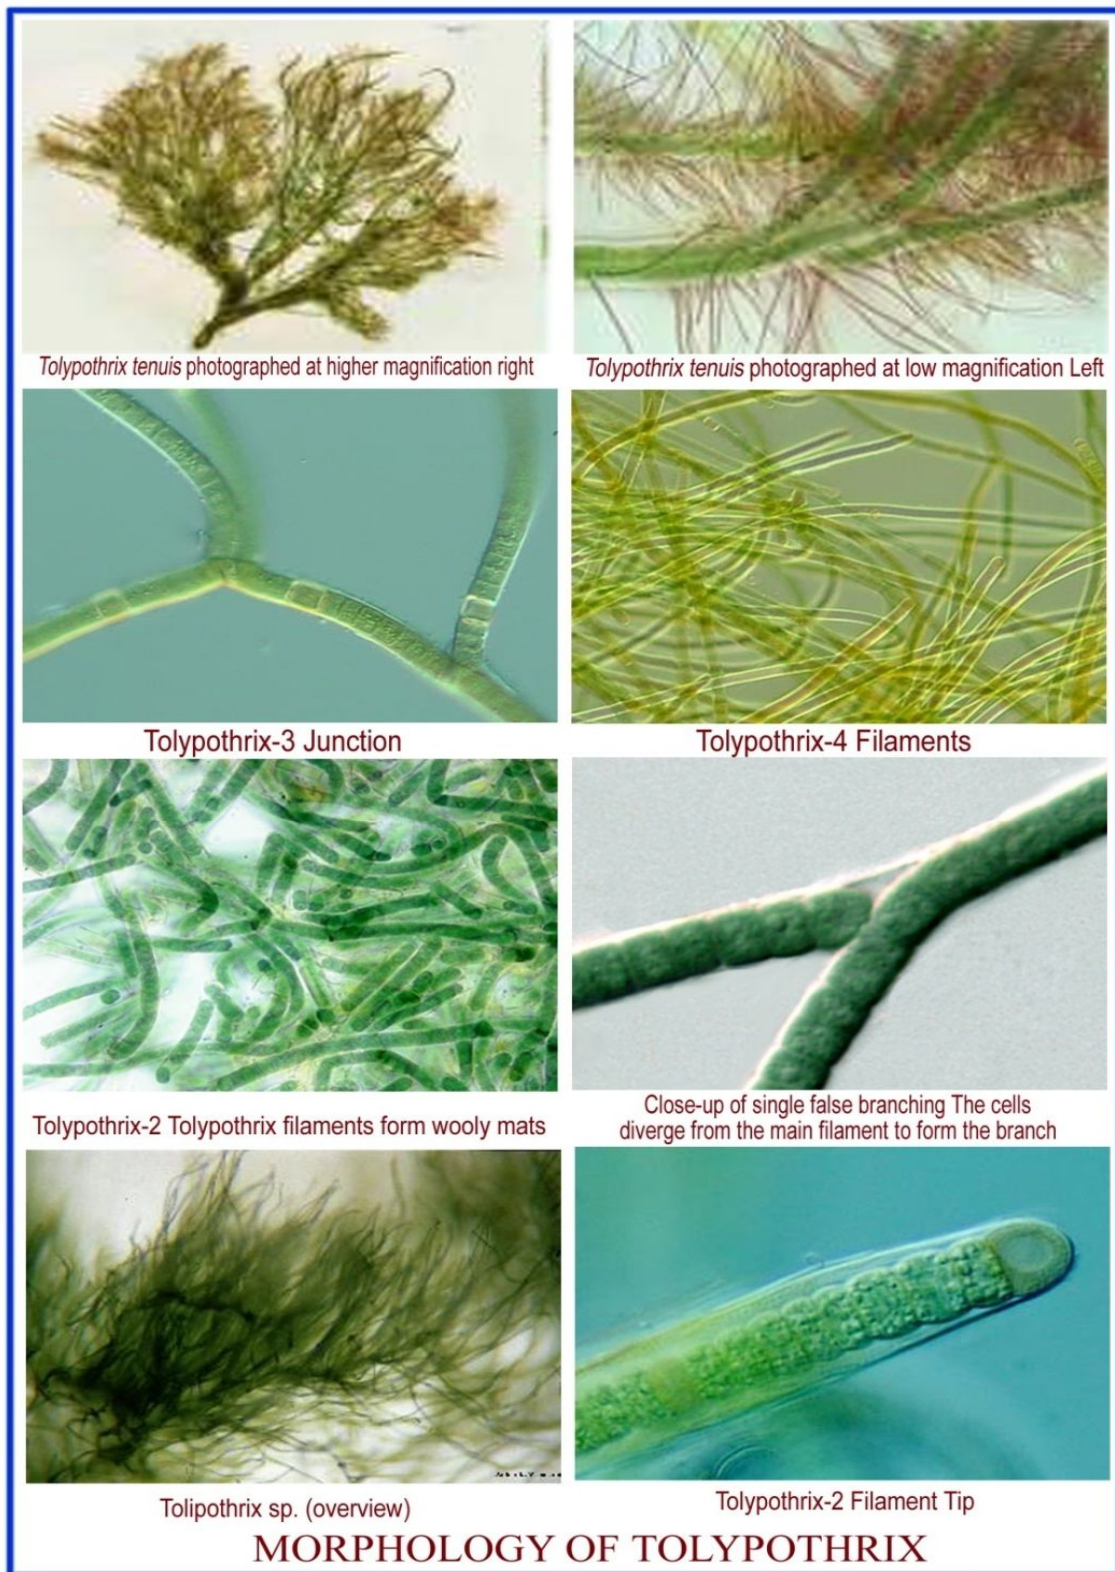 Tolypothrix tenuis photographed at higher magnification right
Tolypothrix tenuis photographed at low magnification Left
Tolypothrix-3 Junction
Tolypothrix-4 Filaments
Tolypothrix-2 Tolypothrix filaments form wooly mats
Close-up of single false branching The cells
diverge from the main filament to form the branch
Tolipothrix sp. (overview)
Tolypothrix-2 Filament Tip
MORPHOLOGY OF TOLYPOTHRIX